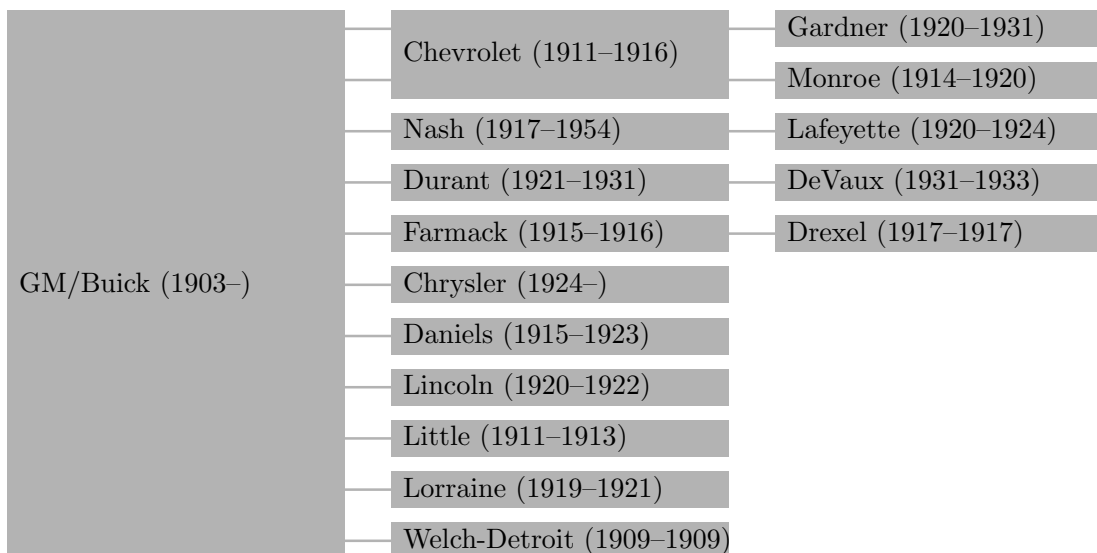 GM/Buick (1903–)
Chevrolet (1911–1916)
Gardner (1920–1931)
Monroe (1914–1920)
Nash (1917–1954)
Lafeyette (1920–1924)
Durant (1921–1931)
DeVaux (1931–1933)
Farmack (1915–1916)
Drexel (1917–1917)
Chrysler (1924–)
Daniels (1915–1923)
Lincoln (1920–1922)
Little (1911–1913)
Lorraine (1919–1921)
Welch-Detroit (1909–1909)